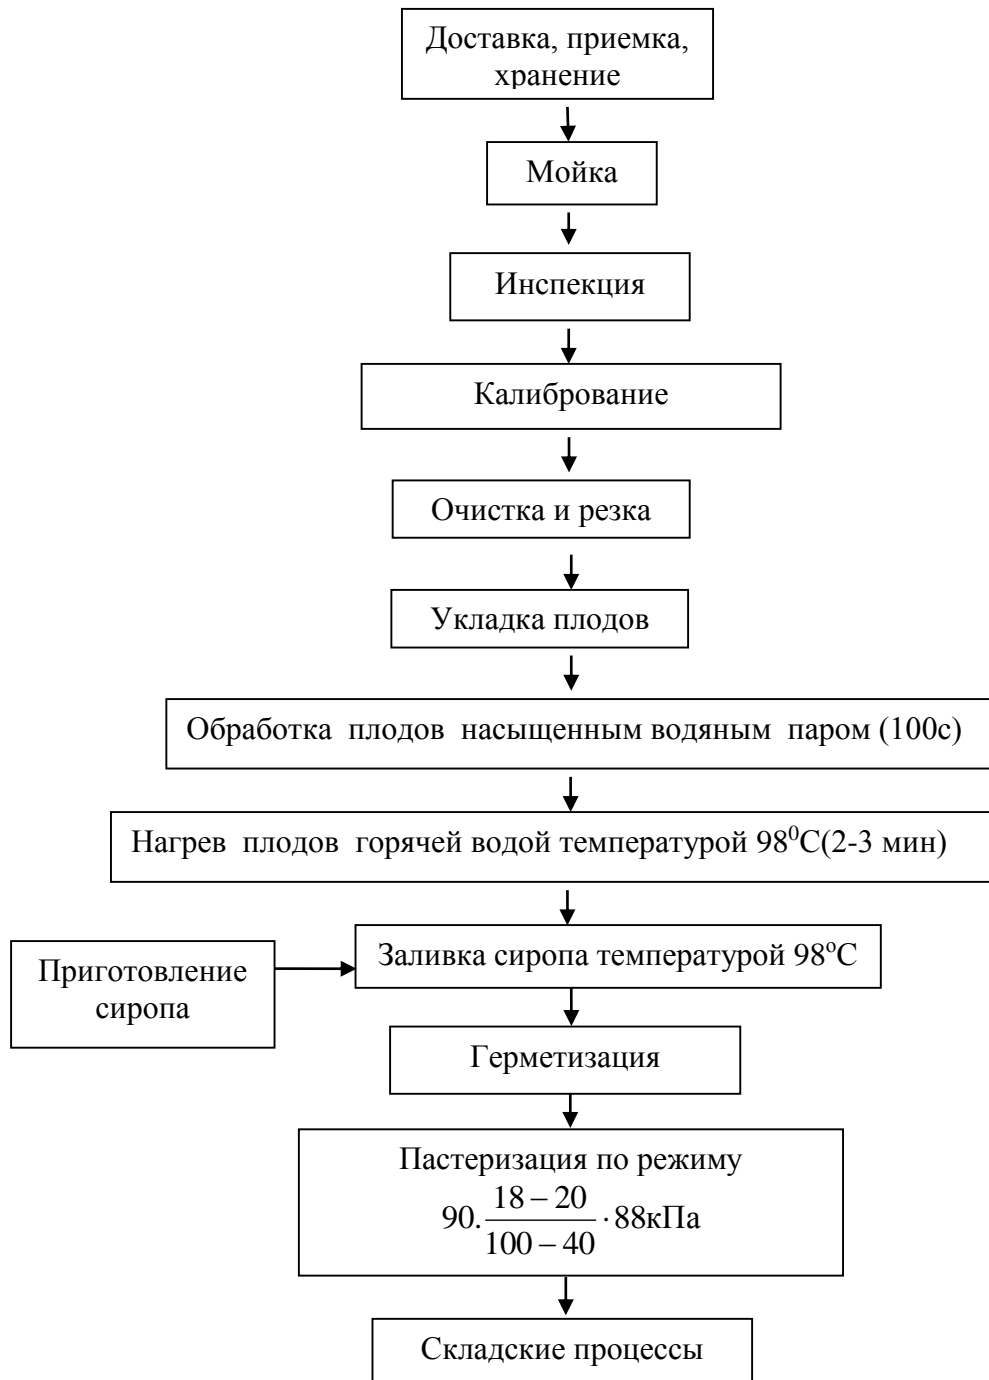 Доставка, приемка,
хранение
Мойка
Инспекция
Калибрование
Очистка и резка
Укладка плодов
Обработка плодов насыщенным водяным паром (100с)
Нагрев плодов горячей водой температурой 98⁰С(2-3 мин)
Заливка сиропа температурой 98°С
Приготовление
сиропа
Герметизация
Пастеризация по режиму
90. (18 – 20)/(100 – 40) · 88кПа
Складские процессы